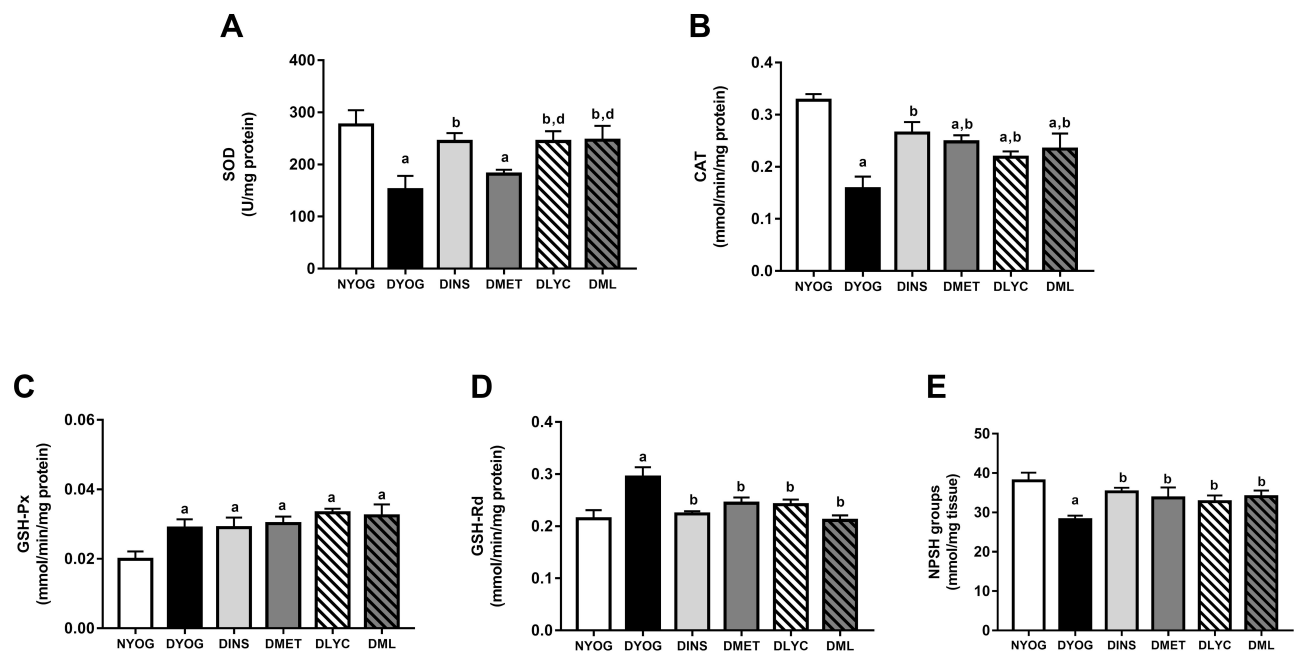 A
SOD
(U/mg protein)
400
300
200
100
0
a
b
a
b,d
b,d
NYOG DYOG DINS DMET DLYC DML
B
CAT
(mmol/min/mg protein)
0.4
0.3
0.2
0.1
0.0
a
b
a,b
a,b
a,b
NYOG DYOG DINS DMET DLYC DML
C
GSH-Px
(mmol/min/mg protein)
0.06
0.04
0.02
0.00
a
a
a
a
a
NYOG DYOG DINS DMET DLYC DML
D
GSH-Rd
(mmol/min/mg protein)
0.4
0.3
0.2
0.1
0.0
a
b
b
b
b
NYOG DYOG DINS DMET DLYC DML
E
NPSH groups
(mmol/mg tissue)
50
40
30
20
10
0
a
b
b
b
b
NYOG DYOG DINS DMET DLYC DML